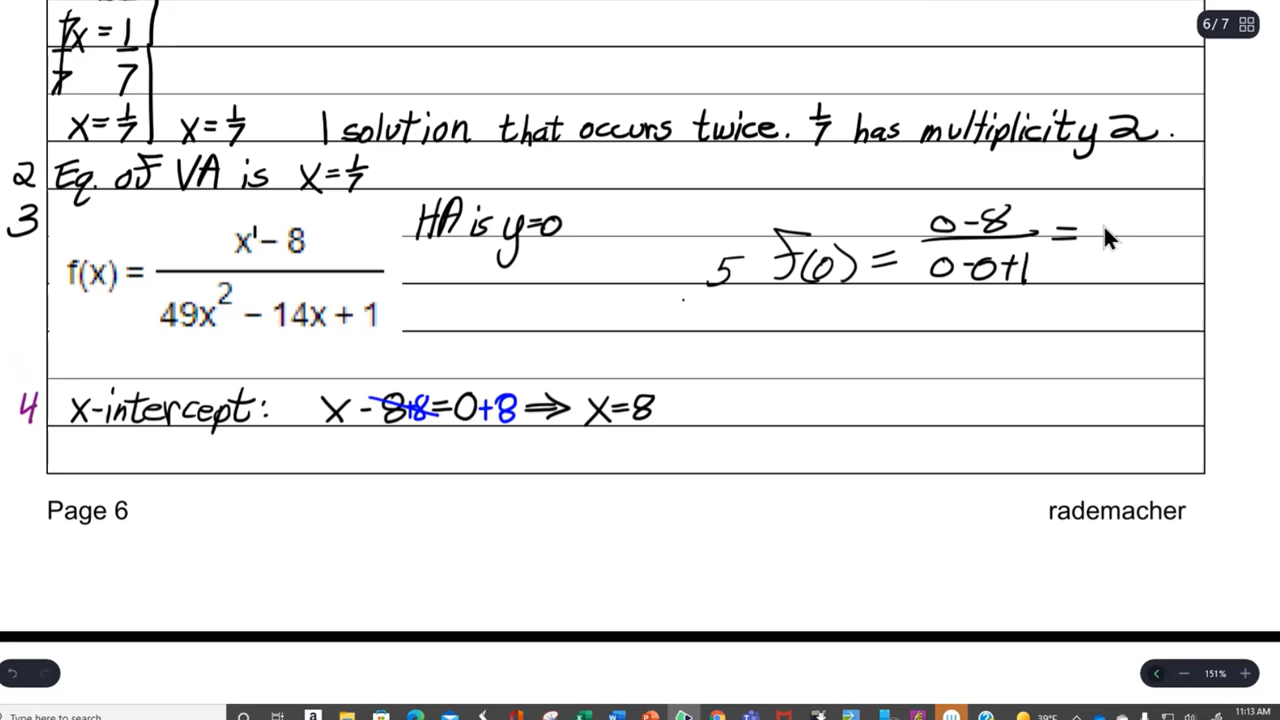 6/7
7x = 1
7 7
x = 1/7 x = 1/7 1 solution that occurs twice. 1/7 has multiplicity 2.
2 Eq. of VA is x = 1/7
3 f(x) = x¹ - 8 / 49x² - 14x + 1 HA is y=0
5 f(0) = 0-8 / 0-0+1 =
4 x-intercept: x - 8+8 = 0+8 ⇒ x=8
Page 6 rademacher
151%
Type here to search
39°F
11:13 AM